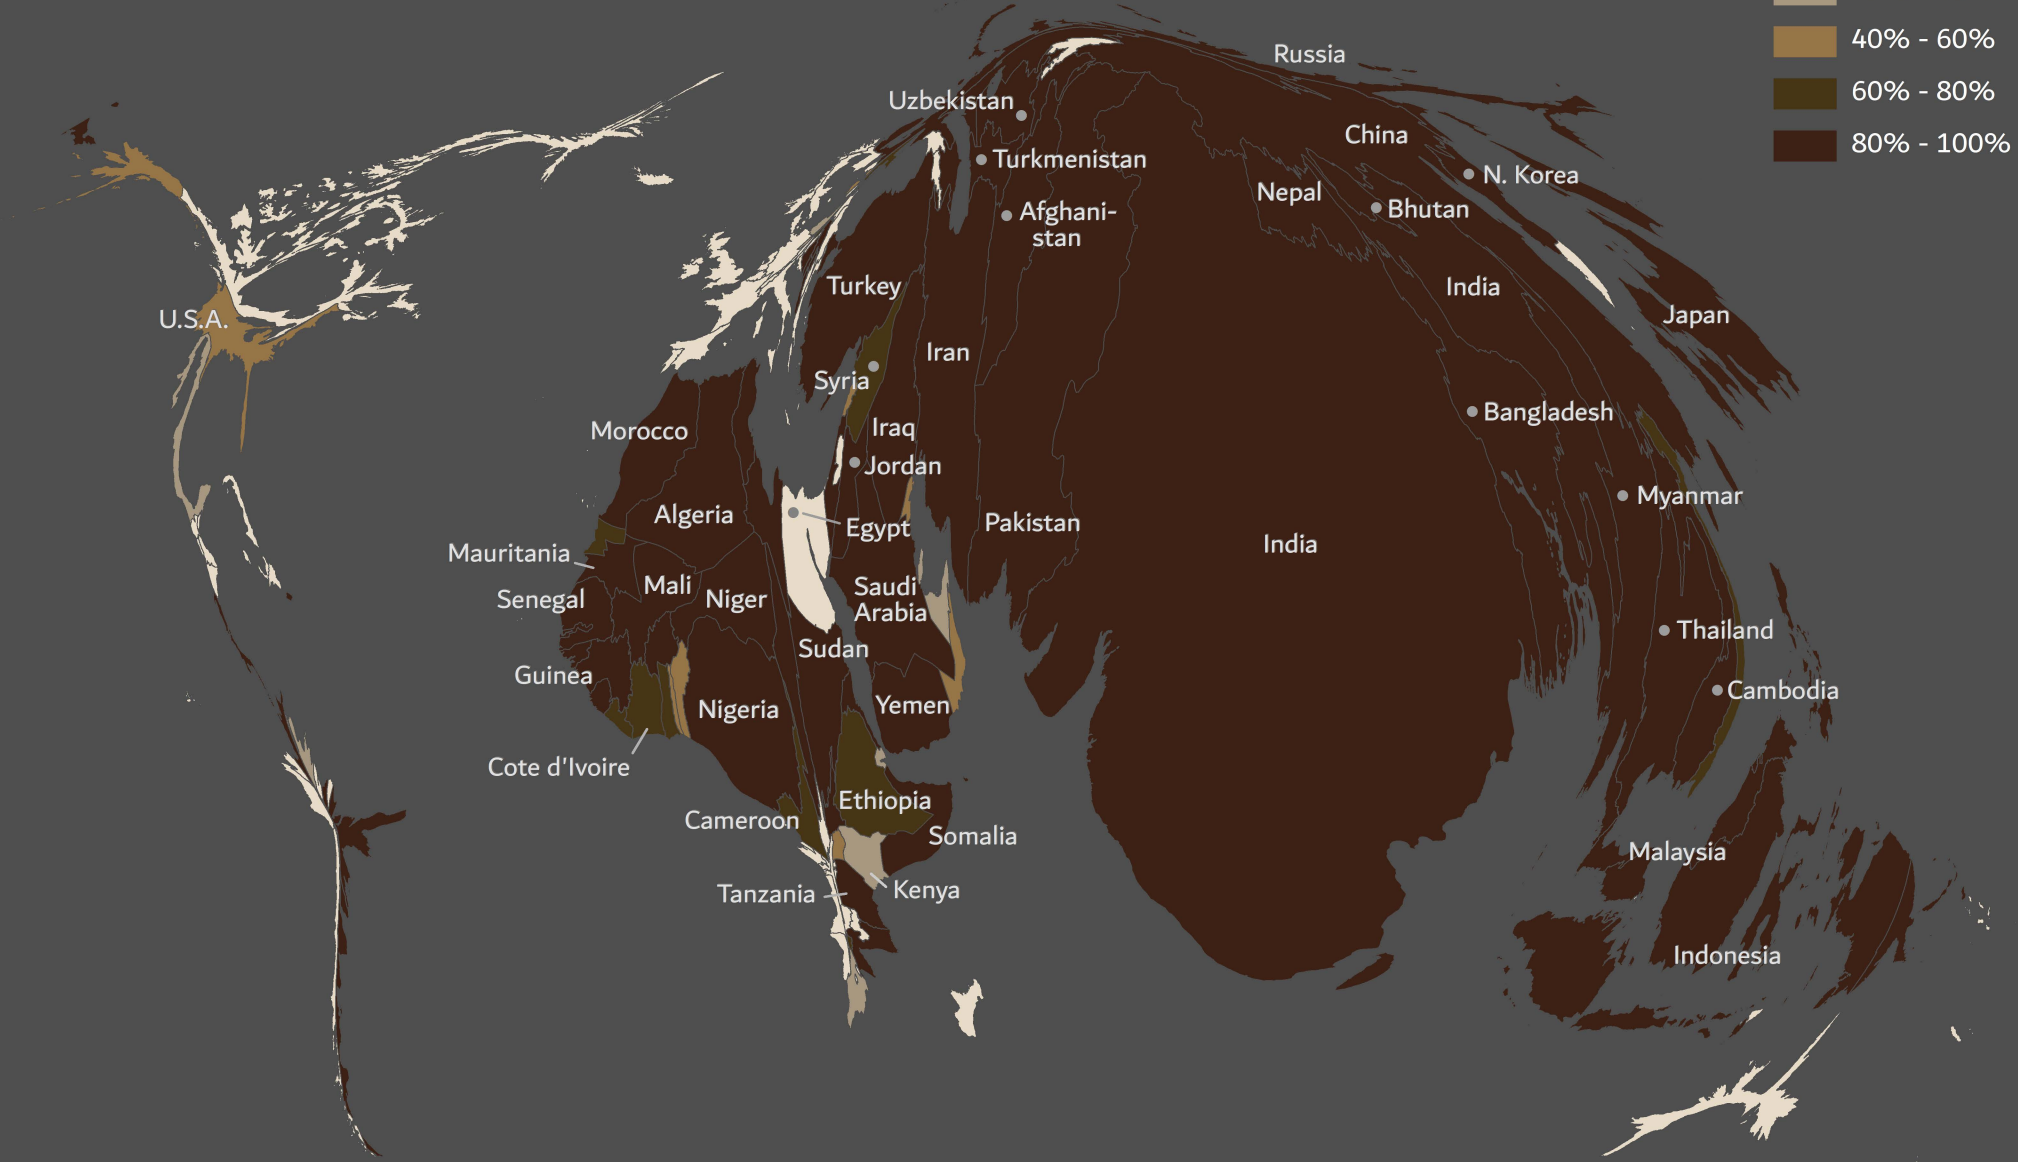 40% - 60%
60% - 80%
80% - 100%
Russia
Uzbekistan
China
Turkmenistan
N. Korea
Nepal
Bhutan
Afghani-
stan
Turkey
India
U.S.A.
Japan
Iran
Syria
Bangladesh
Iraq
Morocco
Jordan
Myanmar
Algeria
Egypt
Pakistan
India
Mauritania
Mali
Saudi
Arabia
Senegal
Niger
Thailand
Sudan
Guinea
Cambodia
Nigeria
Yemen
Cote d'Ivoire
Ethiopia
Cameroon
Somalia
Malaysia
Tanzania
Kenya
Indonesia